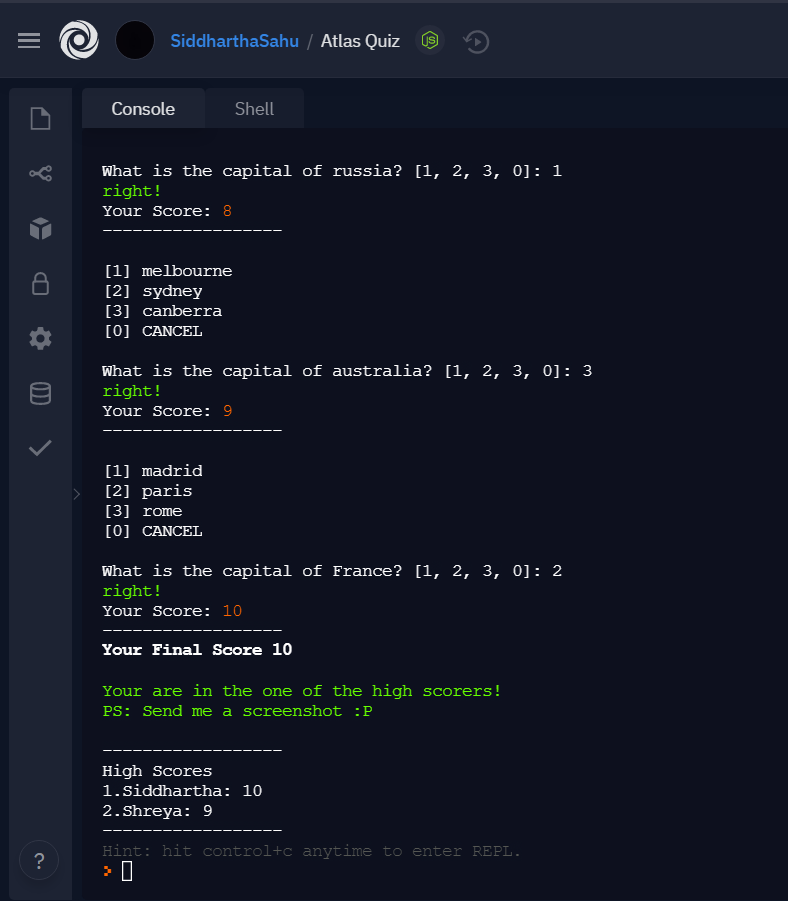 SiddharthaSahu / Atlas Quiz
Console Shell
What is the capital of russia? [1, 2, 3, 0]: 1
right!
Your Score: 8
------------------
[1] melbourne
[2] sydney
[3] canberra
[0] CANCEL
What is the capital of australia? [1, 2, 3, 0]: 3
right!
Your Score: 9
------------------
[1] madrid
[2] paris
[3] rome
[0] CANCEL
What is the capital of France? [1, 2, 3, 0]: 2
right!
Your Score: 10
------------------
Your Final Score 10
Your are in the one of the high scorers!
PS: Send me a screenshot :P
------------------
High Scores
1.Siddhartha: 10
2.Shreya: 9
------------------
Hint: hit control+c anytime to enter REPL.
>
?